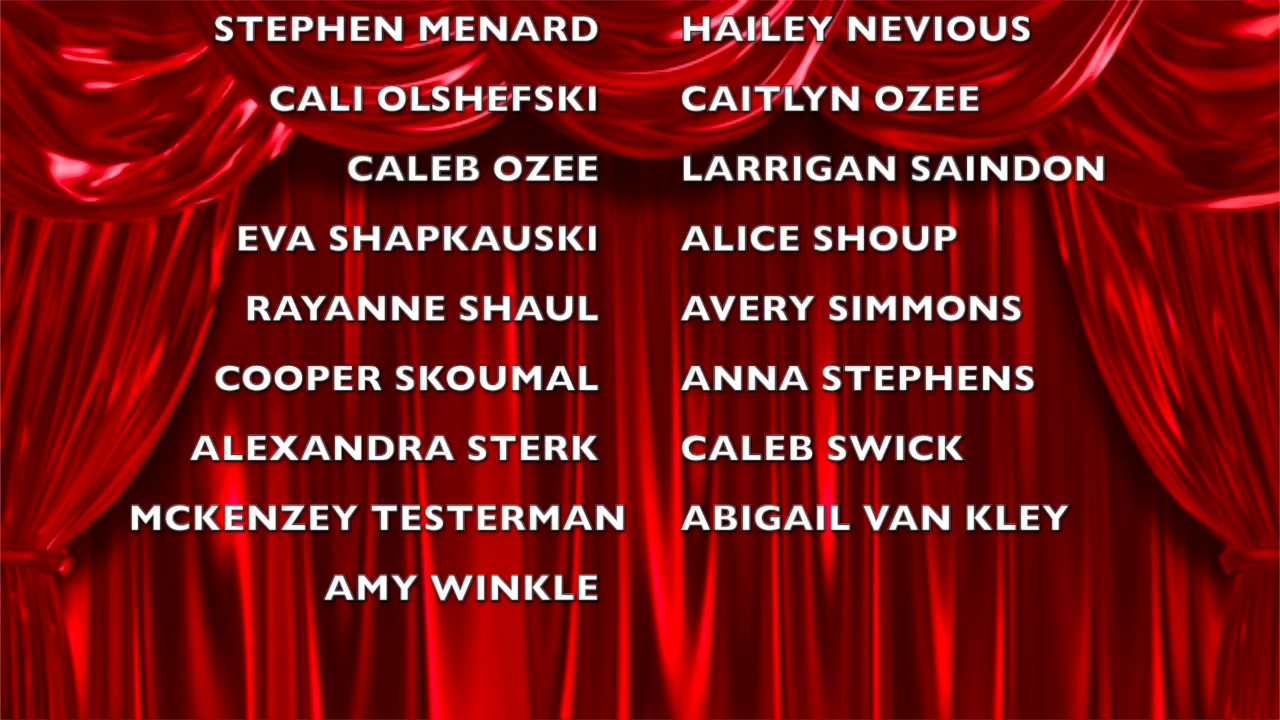 STEPHEN MENARD HAILEY NEVIOUS
CALI OLSHEFSKI CAITLYN OZEE
CALEB OZEE LARRIGAN SAINDON
EVA SHAPKAUSKI ALICE SHOUP
RAYANNE SHAUL AVERY SIMMONS
COOPER SKOUMAL ANNA STEPHENS
ALEXANDRA STERK CALEB SWICK
MCKENZEY TESTERMAN ABIGAIL VAN KLEY
AMY WINKLE